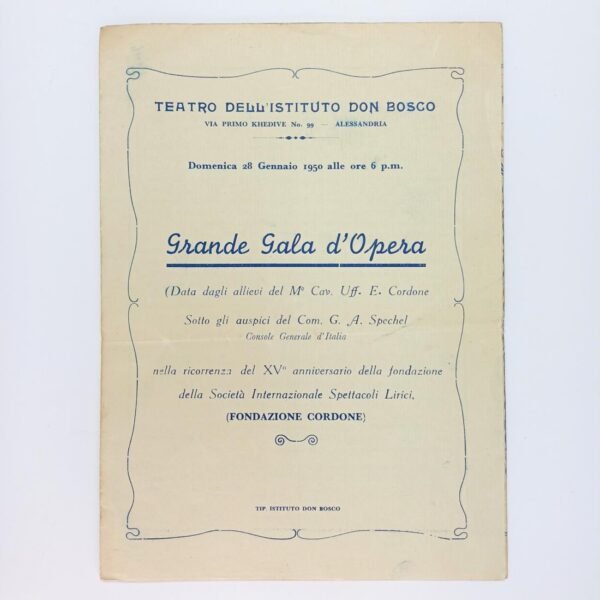 TEATRO DELL'ISTITUTO DON BOSCO
VIA PRIMO KHEDIVE No. 99 — ALESSANDRIA
Domenica 28 Gennaio 1950 alle ore 6 p.m.
Grande Gala d'Opera
(Data dagli allievi del Mº Cav. Uff. E. Cordone
Sotto gli auspici del Com. G. A. Spechel
Console Generale d'Italia
nella ricorrenza del XVº anniversario della fondazione
della Società Internazionale Spettacoli Lirici.
(FONDAZIONE CORDONE)
TIP. ISTITUTO DON BOSCO